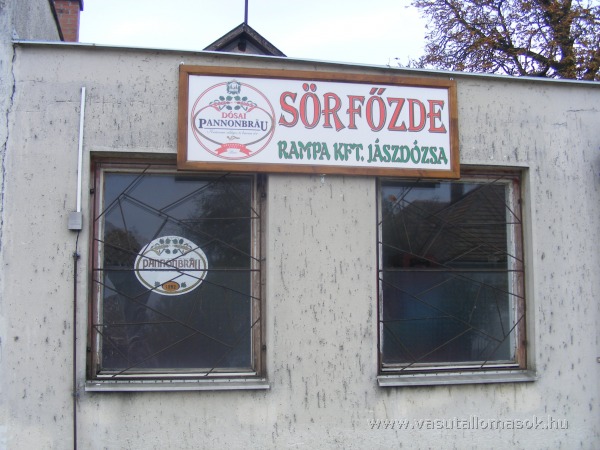 DÓSAI
PANNONBRÄU
SÖRFŐZDE
RAMPA KFT. JÁSZDÓZSA
PANNONBRÄU
www.vasutallomasok.hu